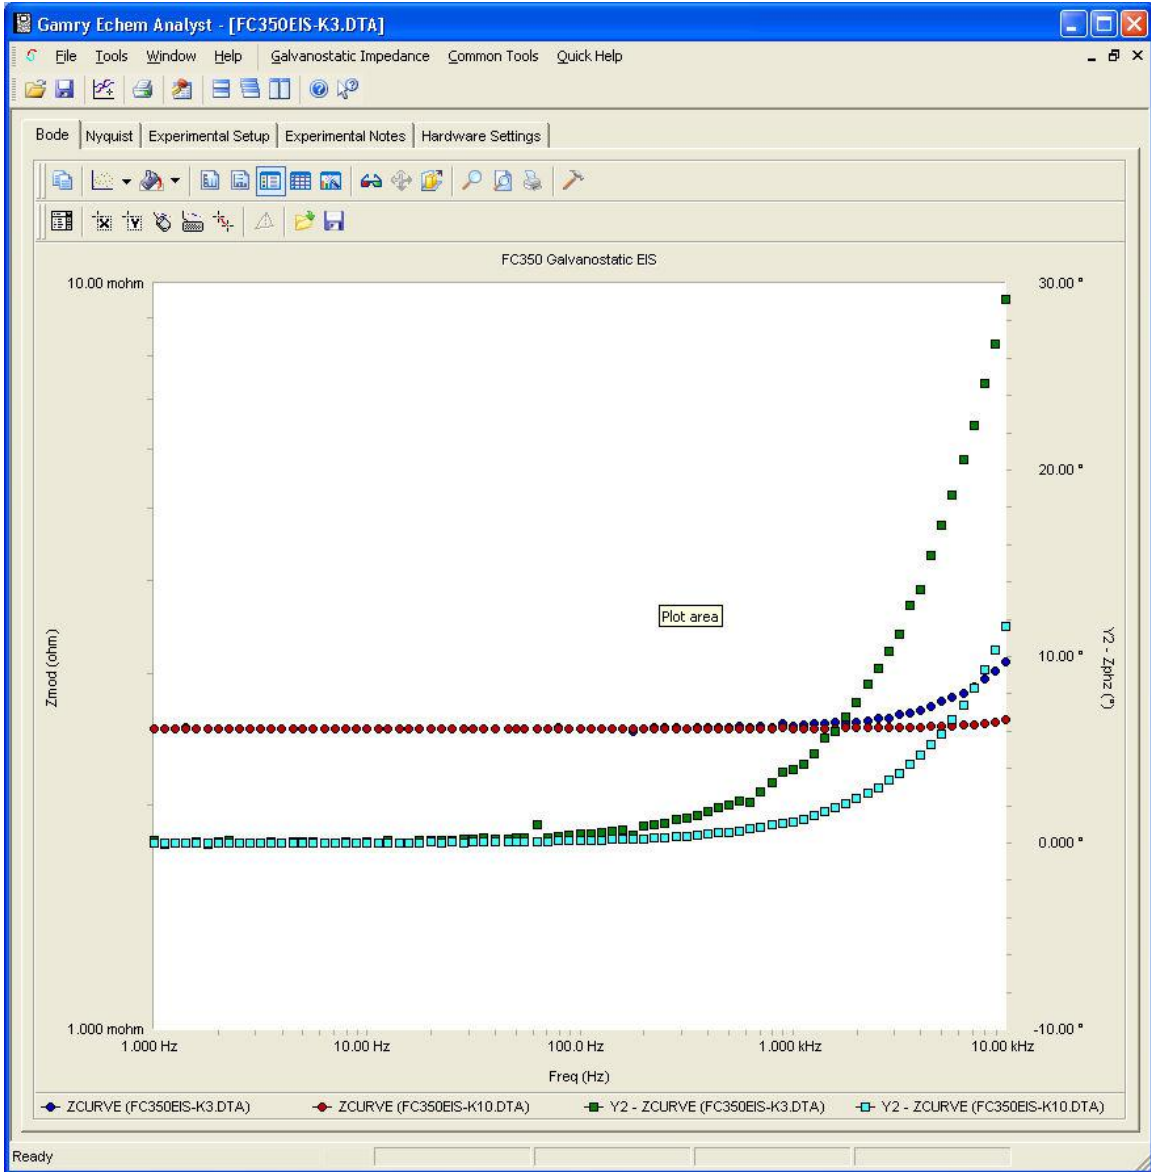 Gamry Echem Analyst - [FC350EIS-K3.DTA]
File Tools Window Help Galvanostatic Impedance Common Tools Quick Help
Bode Nyquist Experimental Setup Experimental Notes Hardware Settings
FC350 Galvanostatic EIS
10.00 mohm
30.00 °
20.00 °
Plot area
Zmod (ohm)
10.00 °
Y2 - Zphz (°)
0.000 °
1.000 mohm
-10.00 °
1.000 Hz 10.00 Hz 100.0 Hz 1.000 kHz 10.00 kHz
Freq (Hz)
ZCURVE (FC350EIS-K3.DTA) ZCURVE (FC350EIS-K10.DTA) Y2 - ZCURVE (FC350EIS-K3.DTA) Y2 - ZCURVE (FC350EIS-K10.DTA)
Ready